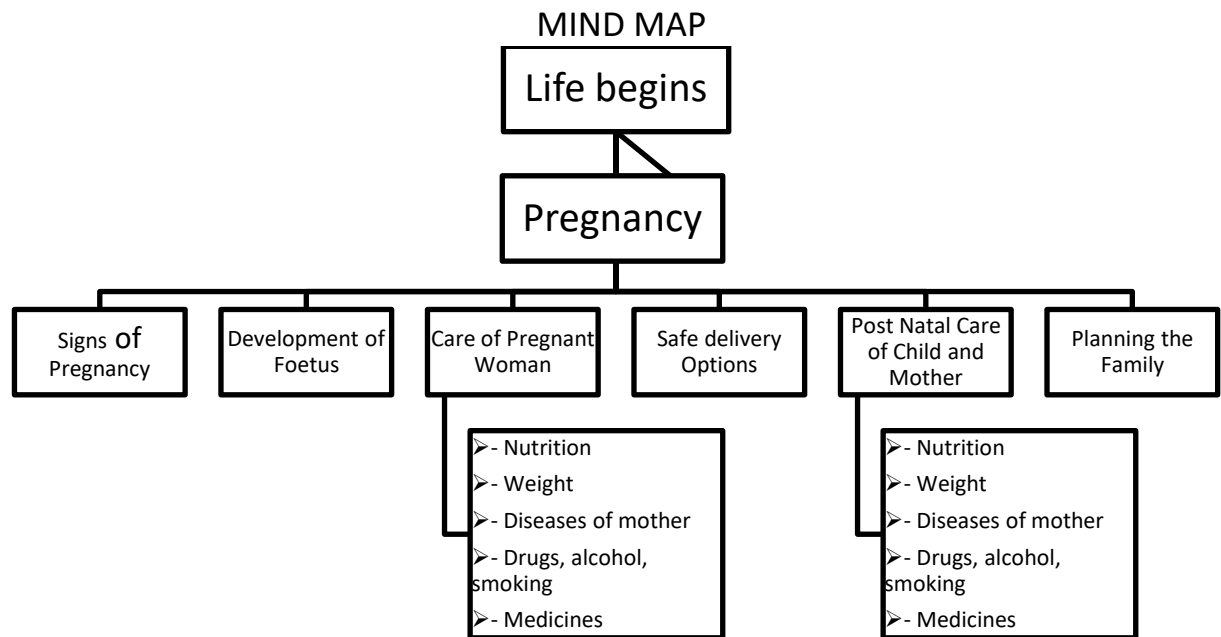 MIND MAP
Life begins
Pregnancy
Signs of
Pregnancy
Development of
Foetus
Care of Pregnant
Woman
Safe delivery
Options
Post Natal Care
of Child and
Mother
Planning the
Family
➢- Nutrition
➢- Weight
➢- Diseases of mother
➢- Drugs, alcohol,
smoking
➢- Medicines
➢- Nutrition
➢- Weight
➢- Diseases of mother
➢- Drugs, alcohol,
smoking
➢- Medicines